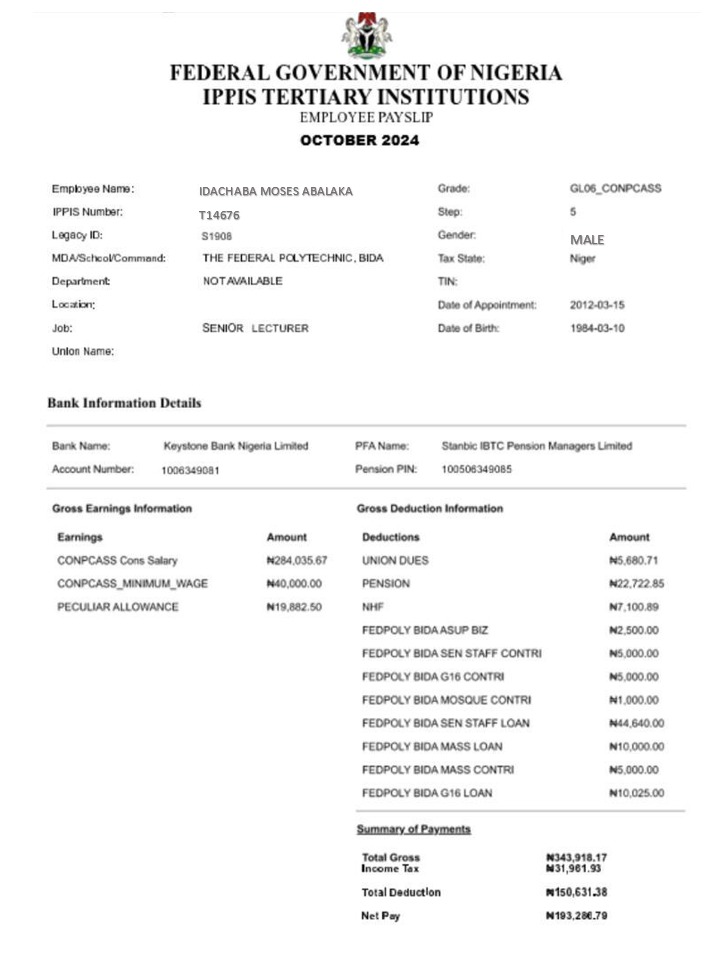 FEDERAL GOVERNMENT OF NIGERIA
IPPIS TERTIARY INSTITUTIONS
EMPLOYEE PAYSLIP
OCTOBER 2024
Employee Name: IDACHABA MOSES ABALAKA Grade: GL06_CONPCASS
IPPIS Number: T14676 Step: 5
Legacy ID: S1908 Gender: MALE
MDA/School/Command: THE FEDERAL POLYTECHNIC, BIDA Tax State: Niger
Department: NOT AVAILABLE TIN:
Location: Date of Appointment: 2012-03-15
Job: SENIOR LECTURER Date of Birth: 1984-03-10
Union Name:
Bank Information Details
Bank Name: Keystone Bank Nigeria Limited PFA Name: Stanbic IBTC Pension Managers Limited
Account Number: 1006349081 Pension PIN: 100506349085
Gross Earnings Information Gross Deduction Information
Earnings Amount Deductions Amount
CONPCASS Cons Salary ₦284,035.67 UNION DUES ₦5,680.71
CONPCASS_MINIMUM_WAGE ₦40,000.00 PENSION ₦22,722.85
PECULIAR ALLOWANCE ₦19,882.50 NHF ₦7,100.89
FEDPOLY BIDA ASUP BIZ ₦2,500.00
FEDPOLY BIDA SEN STAFF CONTRI ₦5,000.00
FEDPOLY BIDA G16 CONTRI ₦5,000.00
FEDPOLY BIDA MOSQUE CONTRI ₦1,000.00
FEDPOLY BIDA SEN STAFF LOAN ₦44,640.00
FEDPOLY BIDA MASS LOAN ₦10,000.00
FEDPOLY BIDA MASS CONTRI ₦5,000.00
FEDPOLY BIDA G16 LOAN ₦10,025.00
Summary of Payments
Total Gross ₦343,918.17
Income Tax ₦31,961.93
Total Deduction ₦150,631.38
Net Pay ₦193,286.79